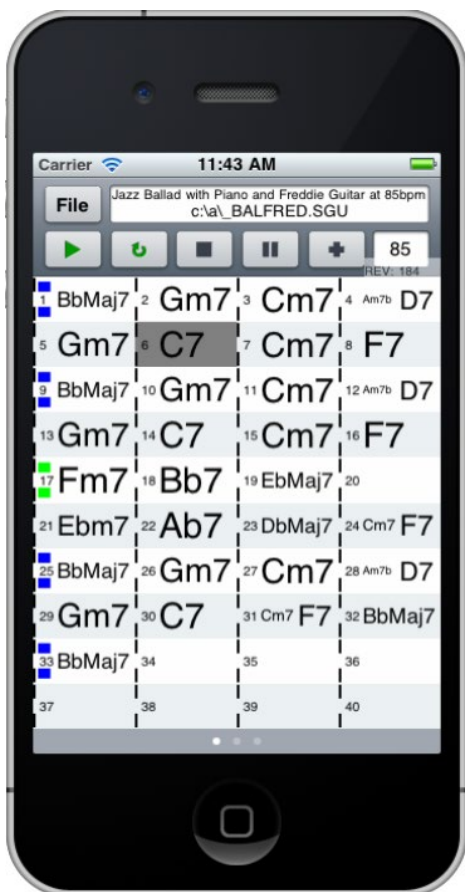 Carrier 11:43 AM
File Jazz Ballad with Piano and Freddie Guitar at 85bpm
c:\a\_BALFRED.SGU
85
REV: 184
1 BbMaj7 2 Gm7 3 Cm7 4 Am7b D7
5 Gm7 6 C7 7 Cm7 8 F7
9 BbMaj7 10 Gm7 11 Cm7 12 Am7b D7
13 Gm7 14 C7 15 Cm7 16 F7
17 Fm7 18 Bb7 19 EbMaj7 20
21 Ebm7 22 Ab7 23 DbMaj7 24 Cm7 F7
25 BbMaj7 26 Gm7 27 Cm7 28 Am7b D7
29 Gm7 30 C7 31 Cm7 F7 32 BbMaj7
33 BbMaj7 34 35 36
37 38 39 40